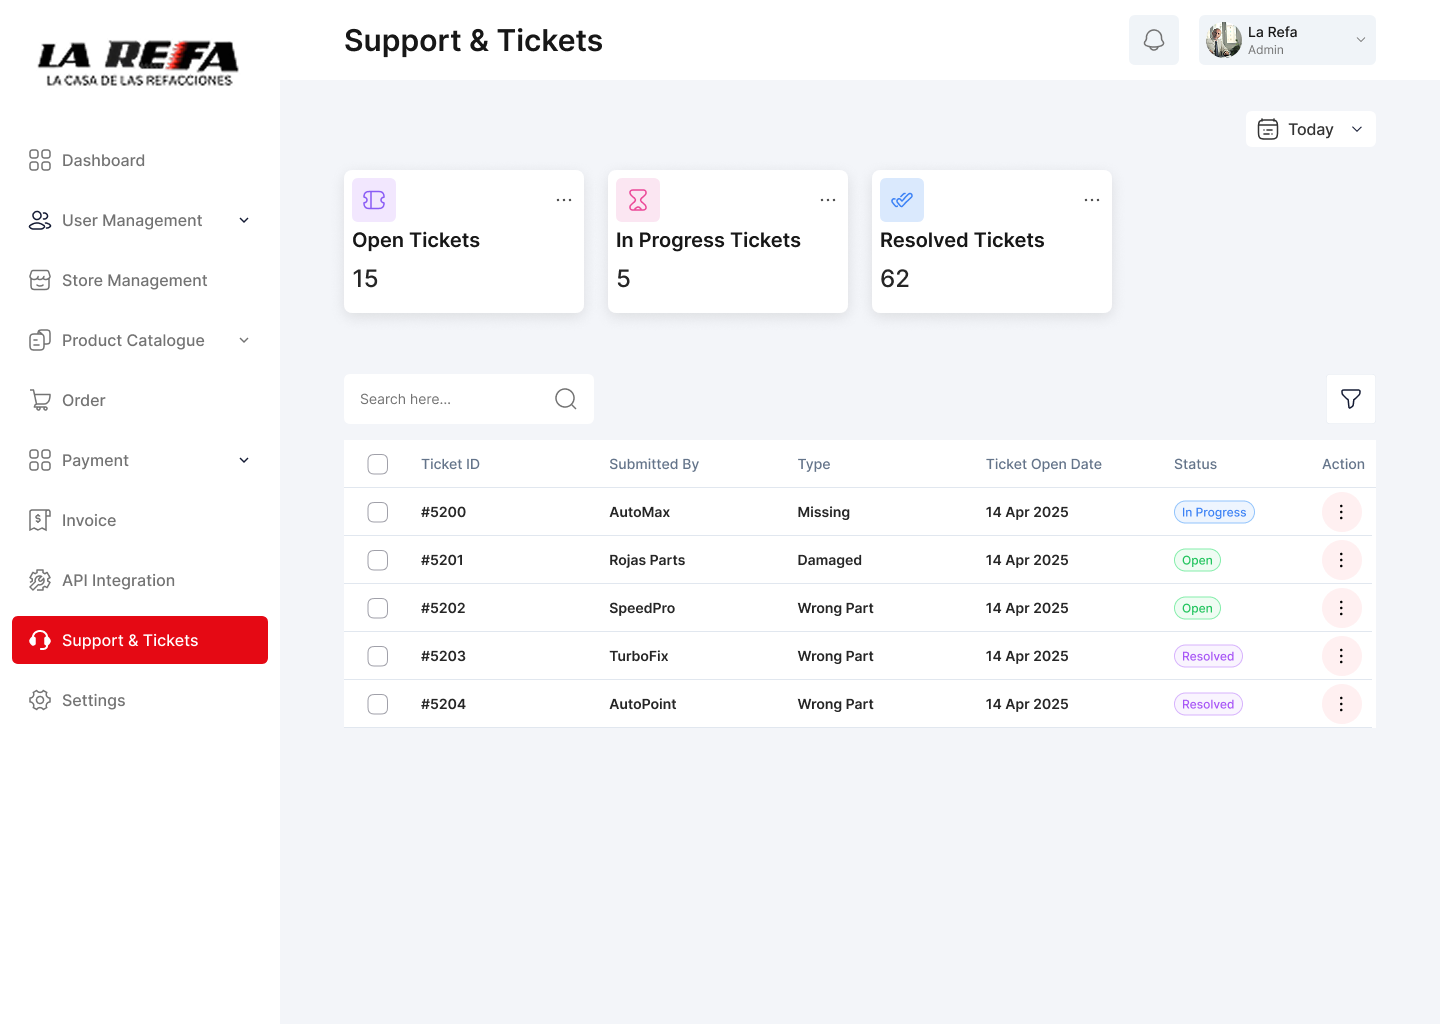 LA REFA
LA CASA DE LAS REFACCIONES
Support & Tickets
La Refa
Admin
Dashboard
User Management
Store Management
Product Catalogue
Order
Payment
Invoice
API Integration
Support & Tickets
Settings
Today
Open Tickets
15
In Progress Tickets
5
Resolved Tickets
62
Search here...
Ticket ID Submitted By Type Ticket Open Date Status Action
#5200 AutoMax Missing 14 Apr 2025 In Progress
#5201 Rojas Parts Damaged 14 Apr 2025 Open
#5202 SpeedPro Wrong Part 14 Apr 2025 Open
#5203 TurboFix Wrong Part 14 Apr 2025 Resolved
#5204 AutoPoint Wrong Part 14 Apr 2025 Resolved